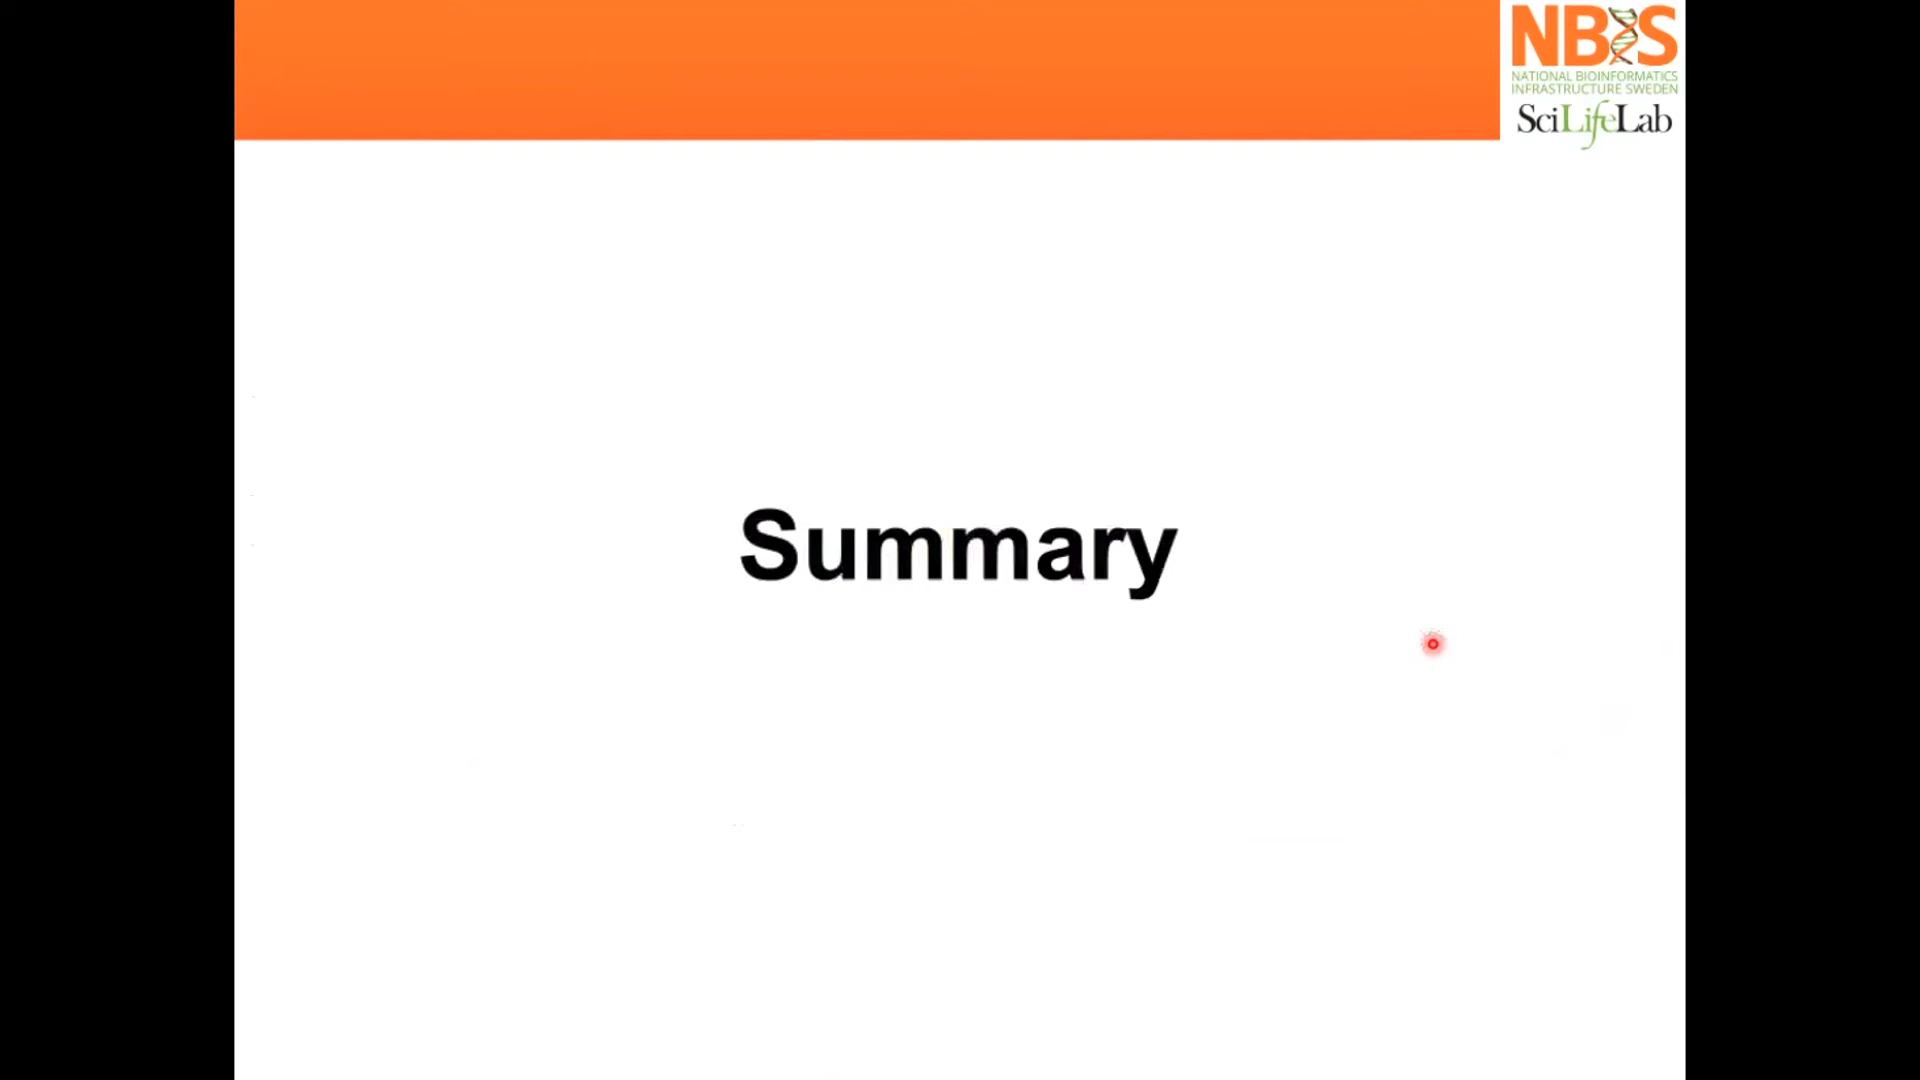 NBIS
NATIONAL BIOINFORMATICS
INFRASTRUCTURE SWEDEN
SciLifeLab
Summary